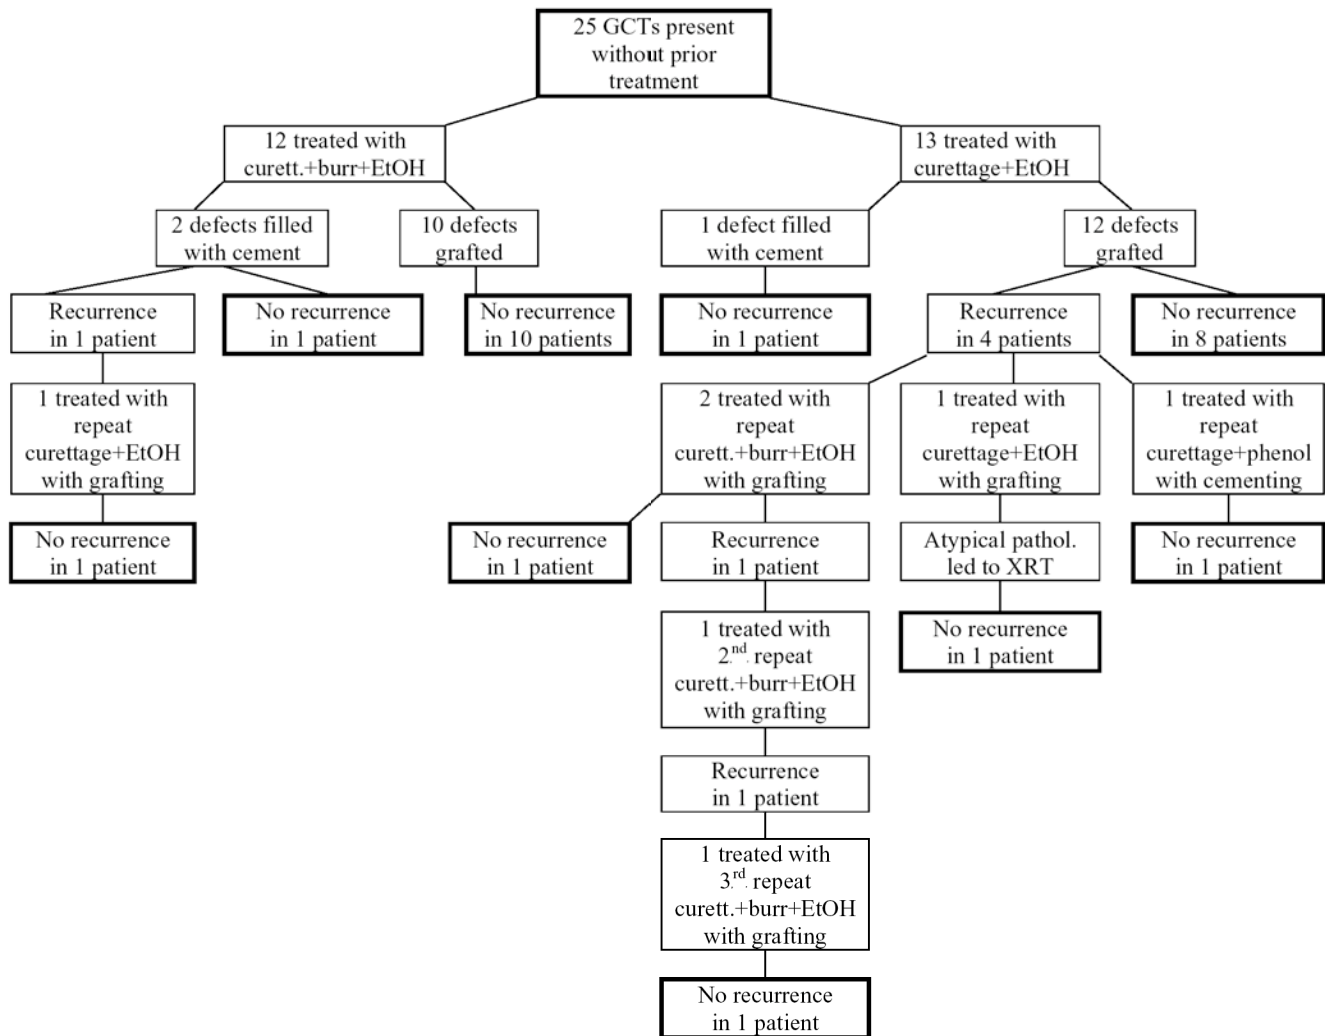 25 GCTs present
without prior
treatment
12 treated with
curett.+burr+EtOH
13 treated with
curettage+EtOH
2 defects filled
with cement
10 defects
grafted
1 defect filled
with cement
12 defects
grafted
Recurrence
in 1 patient
No recurrence
in 1 patient
No recurrence
in 10 patients
No recurrence
in 1 patient
Recurrence
in 4 patients
No recurrence
in 8 patients
1 treated with
repeat
curettage+EtOH
with grafting
2 treated with
repeat
curett.+burr+EtOH
with grafting
1 treated with
repeat
curettage+EtOH
with grafting
1 treated with
repeat
curettage+phenol
with cementing
No recurrence
in 1 patient
No recurrence
in 1 patient
Recurrence
in 1 patient
Atypical pathol.
led to XRT
No recurrence
in 1 patient
1 treated with
2nd repeat
curett.+burr+EtOH
with grafting
No recurrence
in 1 patient
Recurrence
in 1 patient
1 treated with
3rd repeat
curett.+burr+EtOH
with grafting
No recurrence
in 1 patient